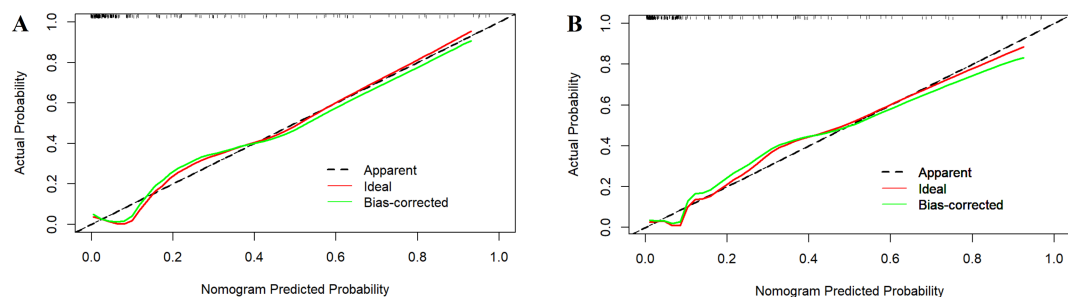 A
Actual Probability
1.0
0.8
0.6
0.4
0.2
0.0
Apparent
Ideal
Bias-corrected
0.0 0.2 0.4 0.6 0.8 1.0
Nomogram Predicted Probability
B
Actual Probability
1.0
0.8
0.6
0.4
0.2
0.0
Apparent
Ideal
Bias-corrected
0.0 0.2 0.4 0.6 0.8 1.0
Nomogram Predicted Probability